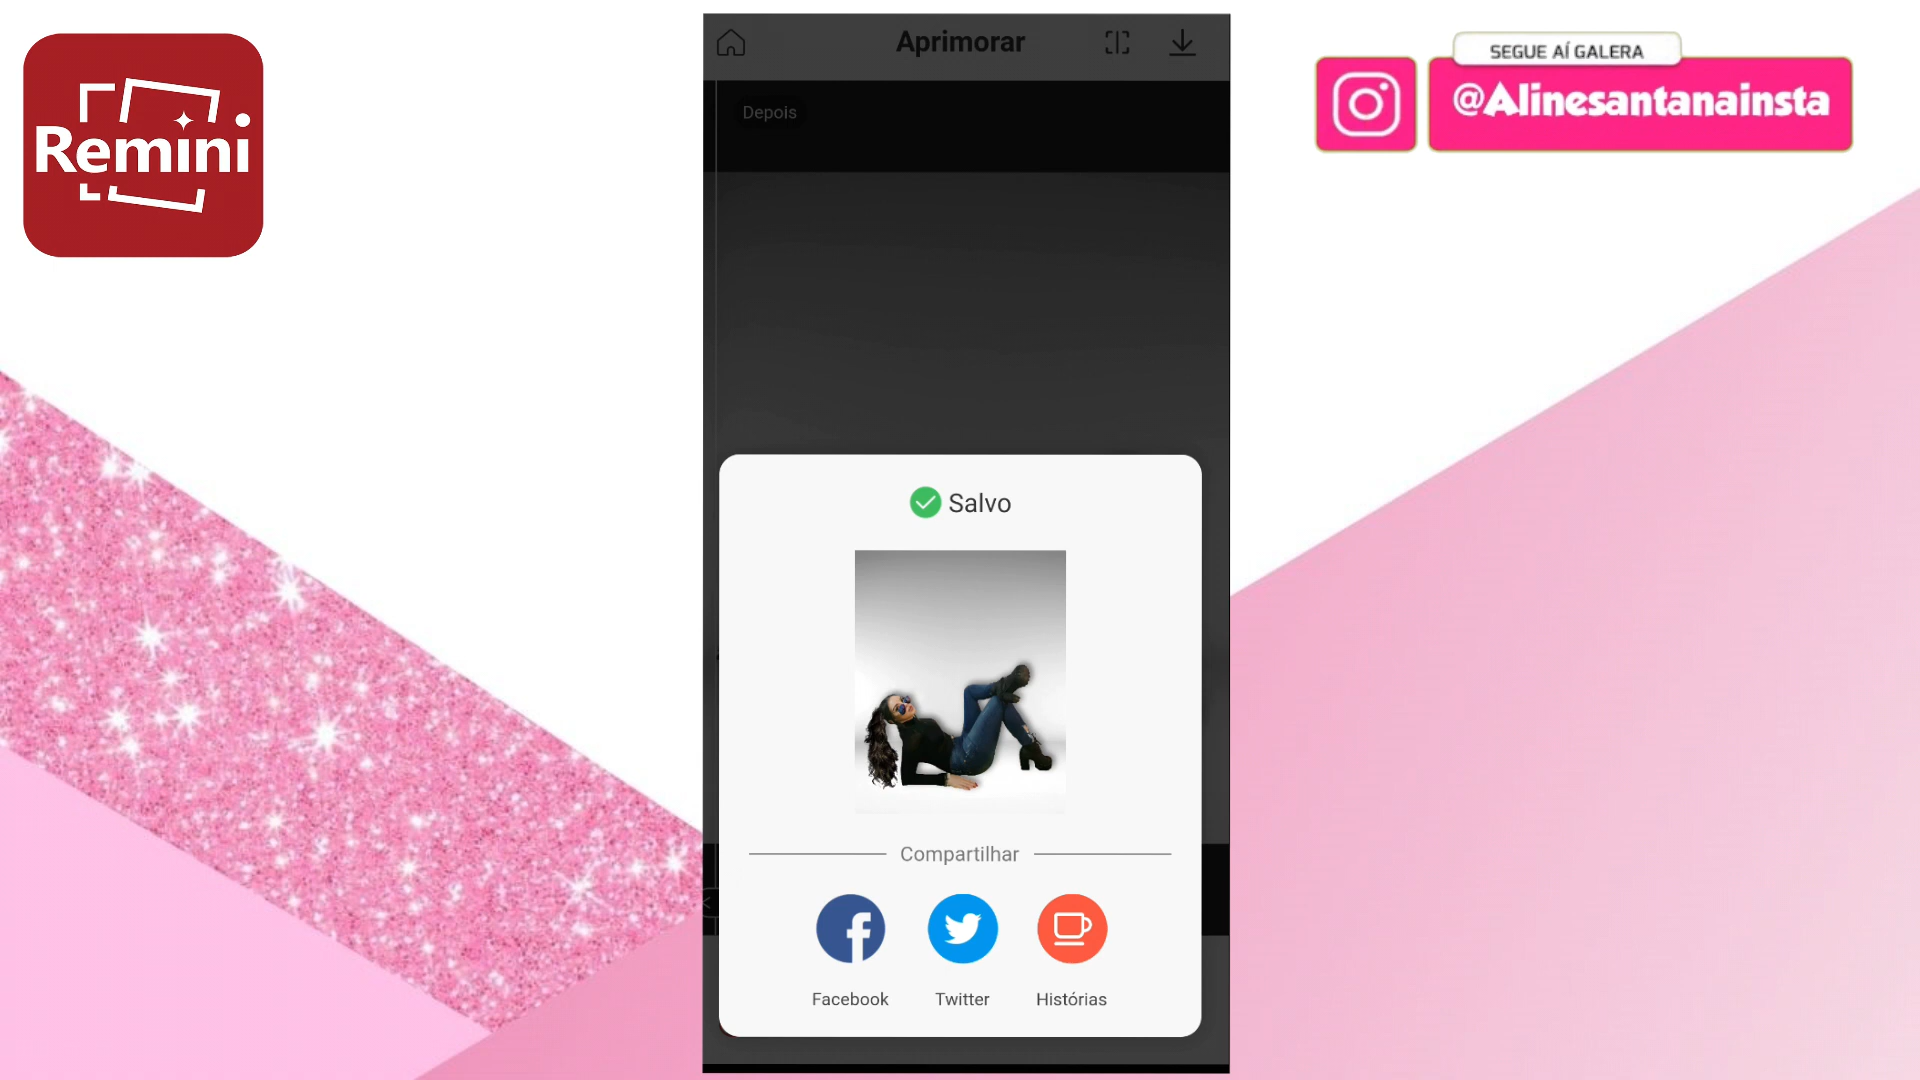 Remini
Aprimorar
SEGUE AÍ GALERA
@Alinesantanainsta
Depois
Salvo
Compartilhar
Facebook
Twitter
Histórias